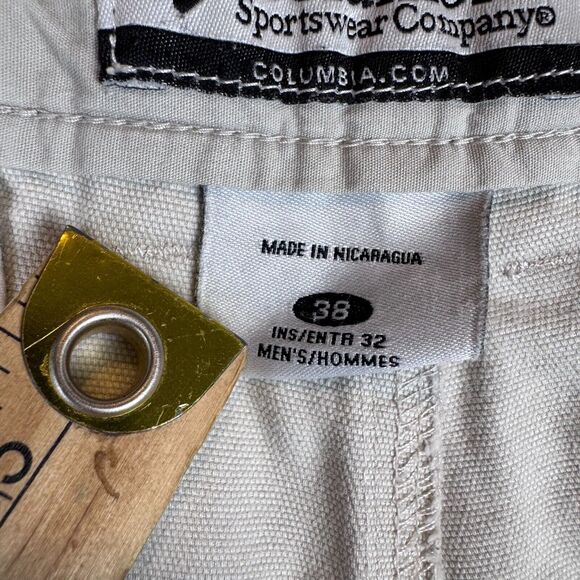 Sportswear Company®
COLUMBIA.COM
MADE IN NICARAGUA
38
INS/ENTR 32
MEN'S/HOMMES